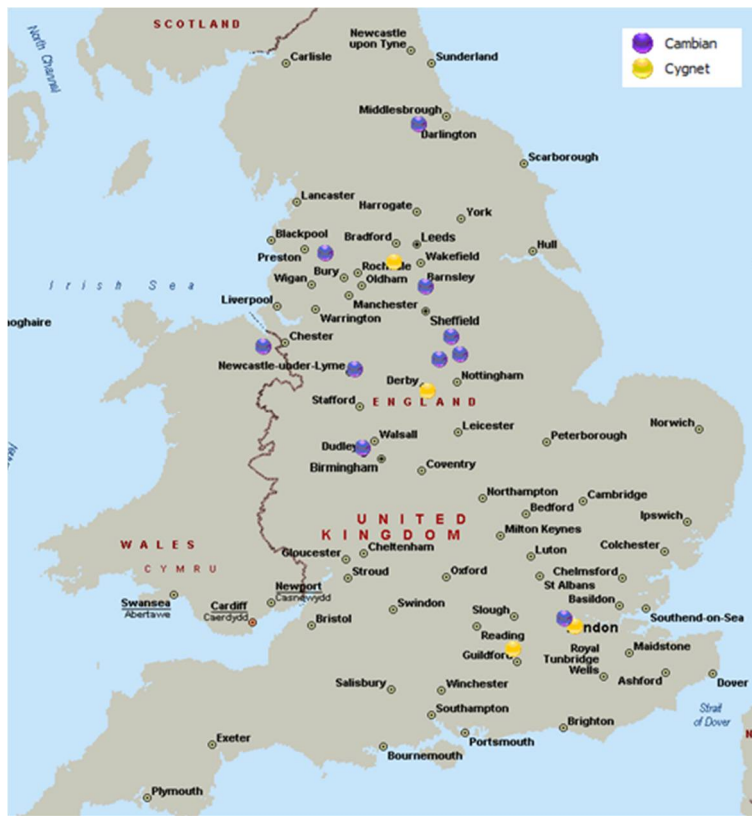 SCOTLAND
North Channel
Newcastle
upon Tyne
Carlisle
Sunderland
Cambian
Cygnet
Middlesbrough
Darlington
Scarborough
Lancaster
Harrogate
York
Blackpool
Bradford
Leeds
Preston
Hull
Wakefield
Bury
Oldham
Barnsley
Wigan
Irish Sea
Liverpool
Manchester
Warrington
Sheffield
noghaire
Chester
Newcastle-under-Lyme
Derby
Nottingham
Stafford
ENGLAND
Norwich
Walsall
Leicester
Peterborough
Dudley
Birmingham
Coventry
Northampton
Cambridge
Bedford
Ipswich
UNITED
KINGDOM
Milton Keynes
WALES
CYMRU
Gloucester
Cheltenham
Luton
Colchester
Stroud
Oxford
Chelmsford
St Albans
Newport
Casnewydd
Swansea
Abertawe
Cardiff
Caerdydd
Swindon
Slough
Basildon
Southend-on-Sea
Bristol
Reading
Guildford
Royal
Tunbridge
Wells
Maidstone
Ashford
Dover
Salisbury
Winchester
Strait
of Dover
Southampton
Brighton
Portsmouth
Exeter
Bournemouth
Plymouth